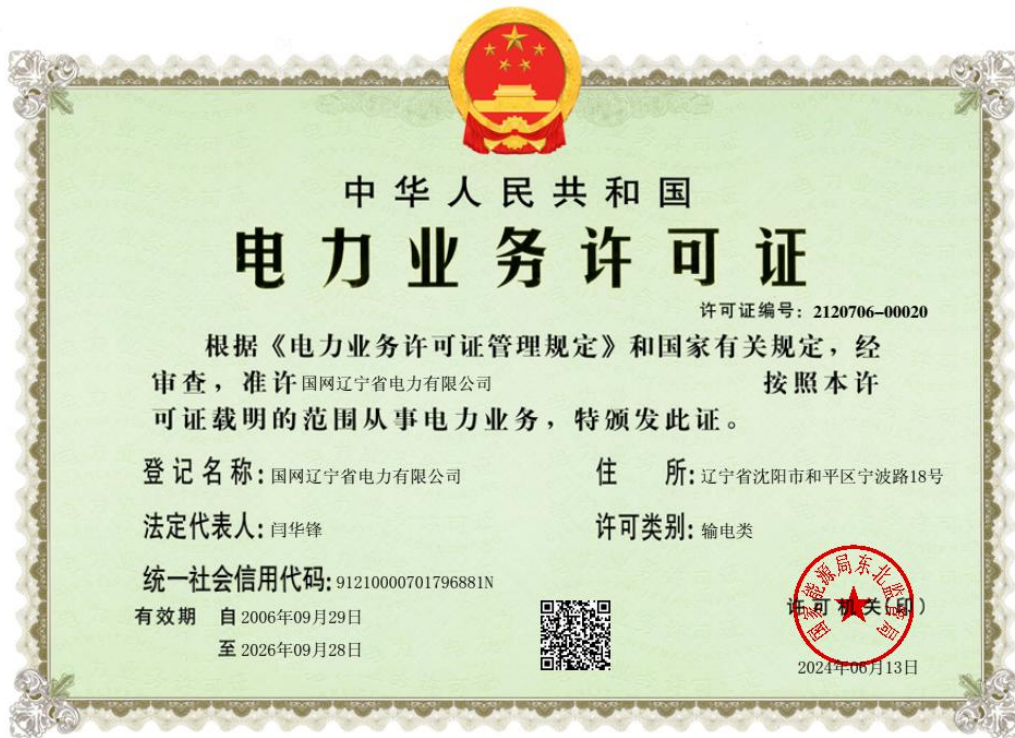 中华人民共和国
电力业务许可证
许可证编号：2120706-00020
根据《电力业务许可证管理规定》和国家有关规定，经
审查，准许国网辽宁省电力有限公司 按照本许
可证载明的范围从事电力业务，特颁发此证。
登记名称：国网辽宁省电力有限公司 住 所：辽宁省沈阳市和平区宁波路18号
法定代表人：闫华锋 许可类别：输电类
统一社会信用代码：91210000701796881N
有效期 自 2006年09月29日
许可机关(印)
国家能源局东北监管局
至 2026年09月28日
2024年06月13日